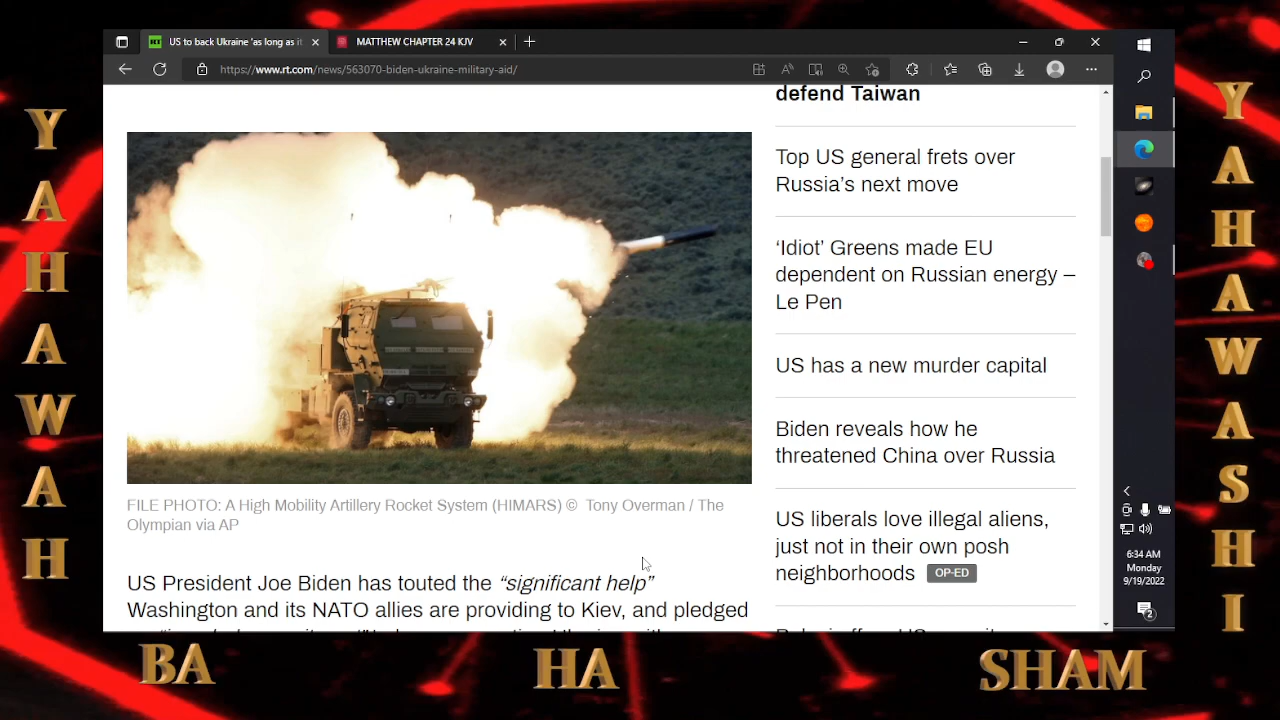 US to back Ukraine 'as long as it
MATTHEW CHAPTER 24 KJV
https://www.rt.com/news/563070-biden-ukraine-military-aid/
FILE PHOTO: A High Mobility Artillery Rocket System (HIMARS) © Tony Overman / The
Olympian via AP
US President Joe Biden has touted the “significant help”
Washington and its NATO allies are providing to Kiev, and pledged
defend Taiwan
Top US general frets over
Russia’s next move
‘Idiot’ Greens made EU
dependent on Russian energy –
Le Pen
US has a new murder capital
Biden reveals how he
threatened China over Russia
US liberals love illegal aliens,
just not in their own posh
neighborhoods OP-ED
6:34 AM
Monday
9/19/2022
2
YAHAWAH
YAHAWASHI
BA HA SHAM